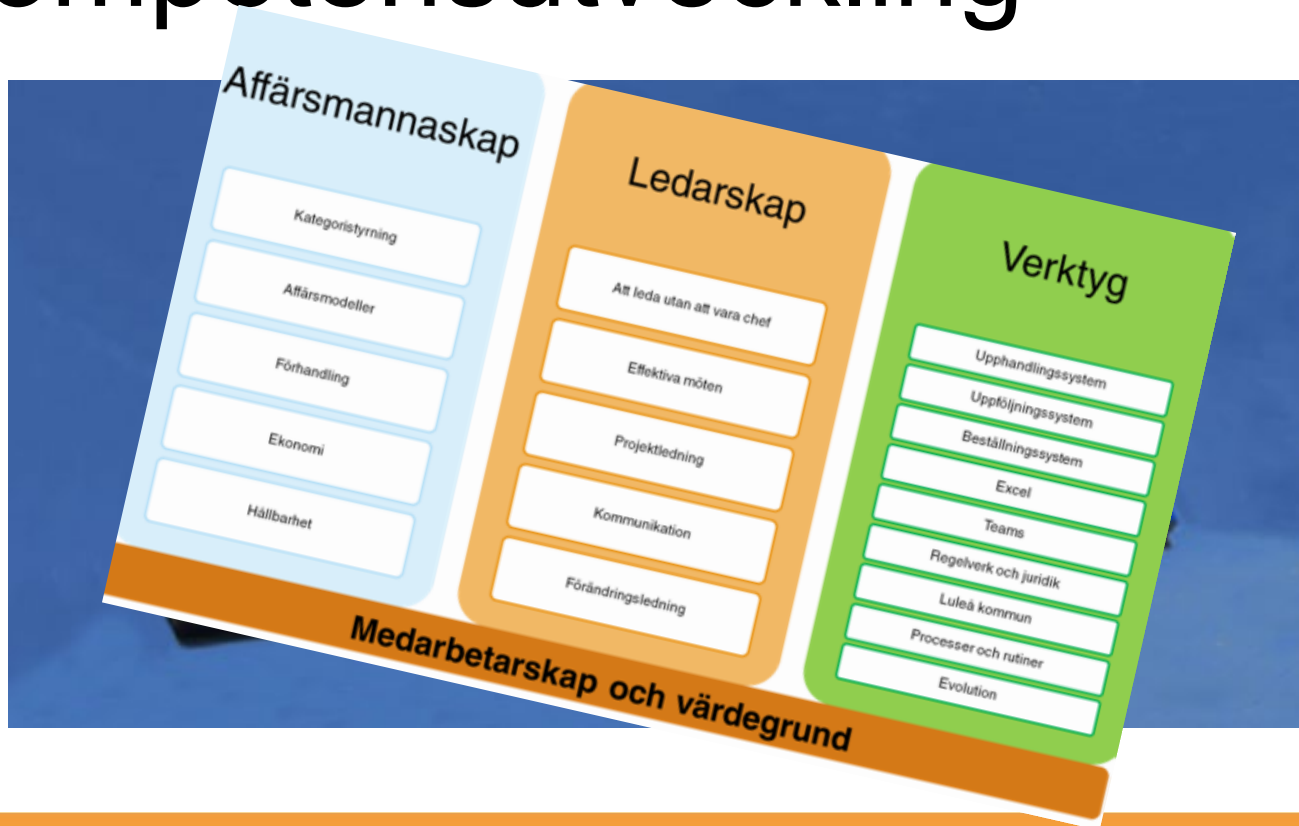 ompetensutveckling
Affärsmannaskap
Kategoristyrning
Affärsmodeller
Förhandling
Ekonomi
Hållbarhet
Ledarskap
Att leda utan att vara chef
Effektiva möten
Projektledning
Kommunikation
Förändringsledning
Verktyg
Upphandlingssystem
Uppföljningssystem
Beställningssystem
Excel
Teams
Regelverk och juridik
Luleå kommun
Processer och rutiner
Evolution
Medarbetarskap och värdegrund